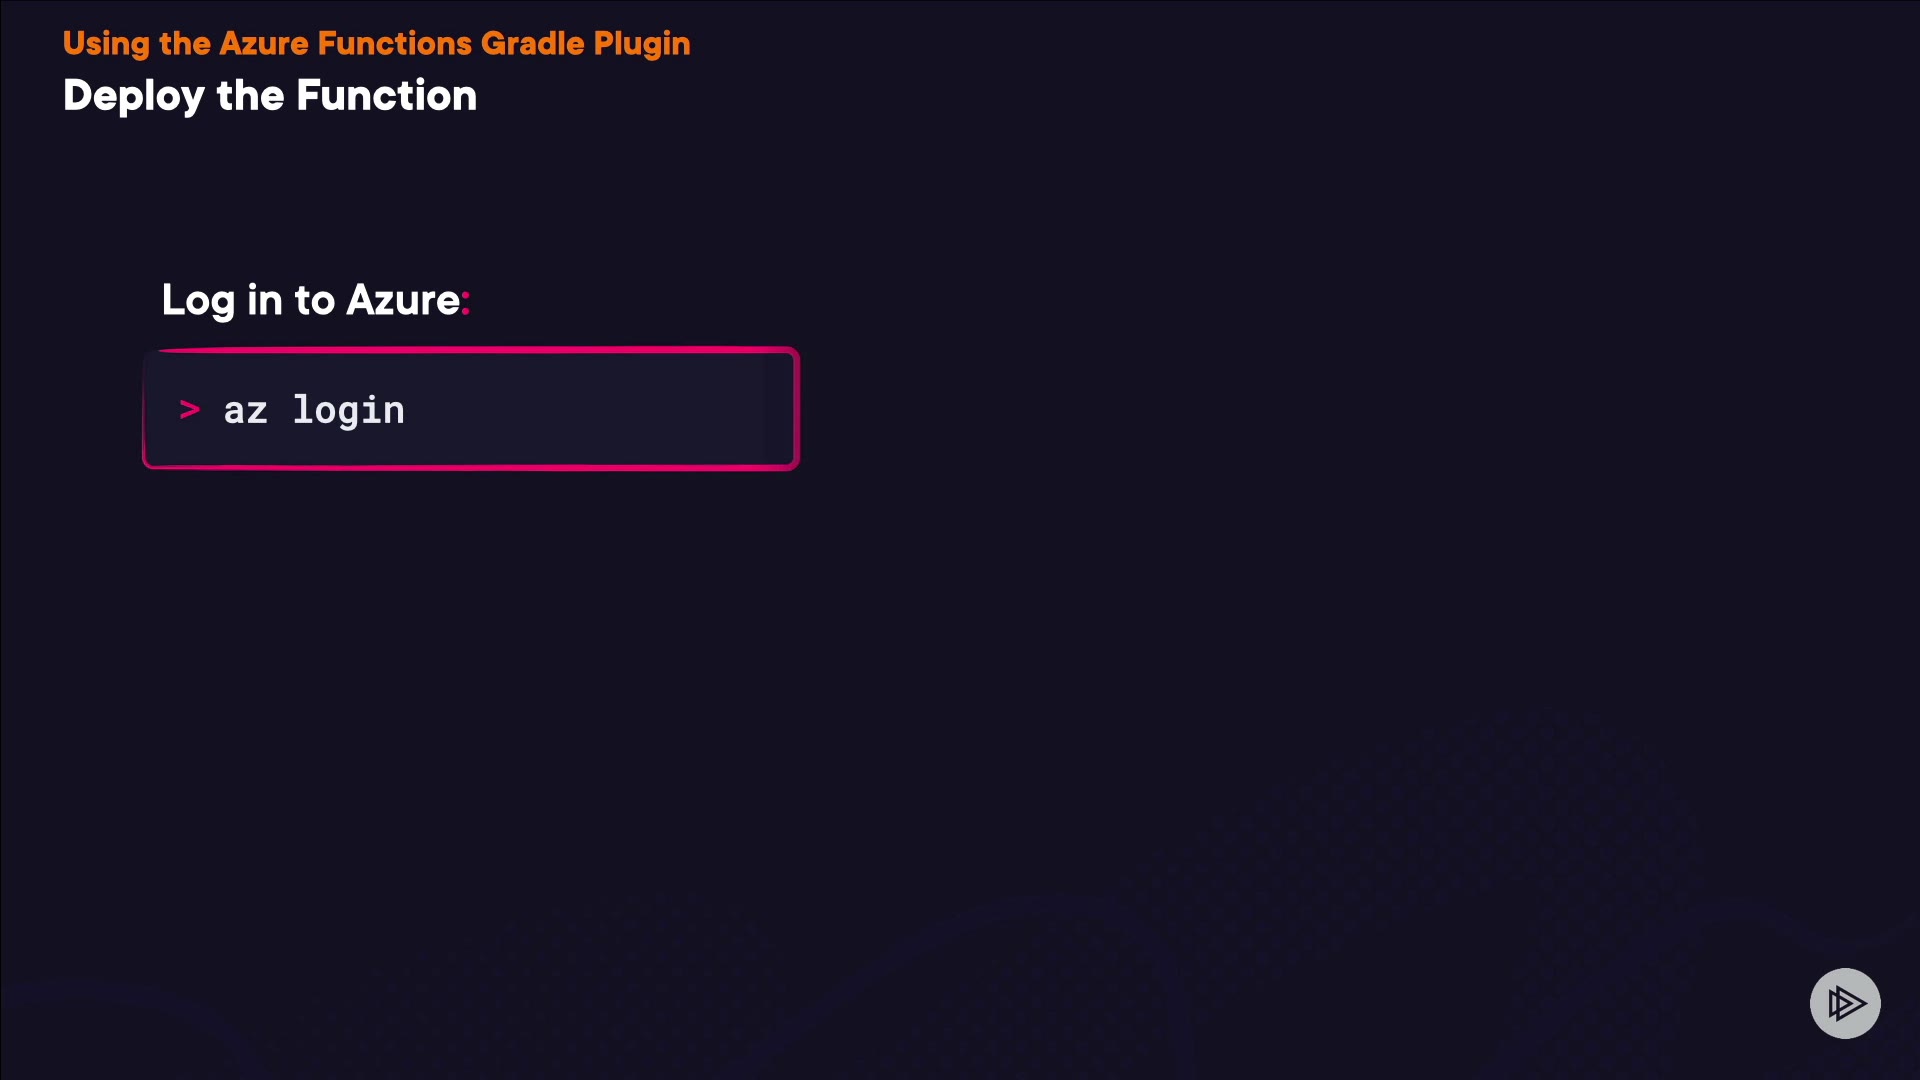 Using the Azure Functions Gradle Plugin
Deploy the Function
Log in to Azure:
> az login